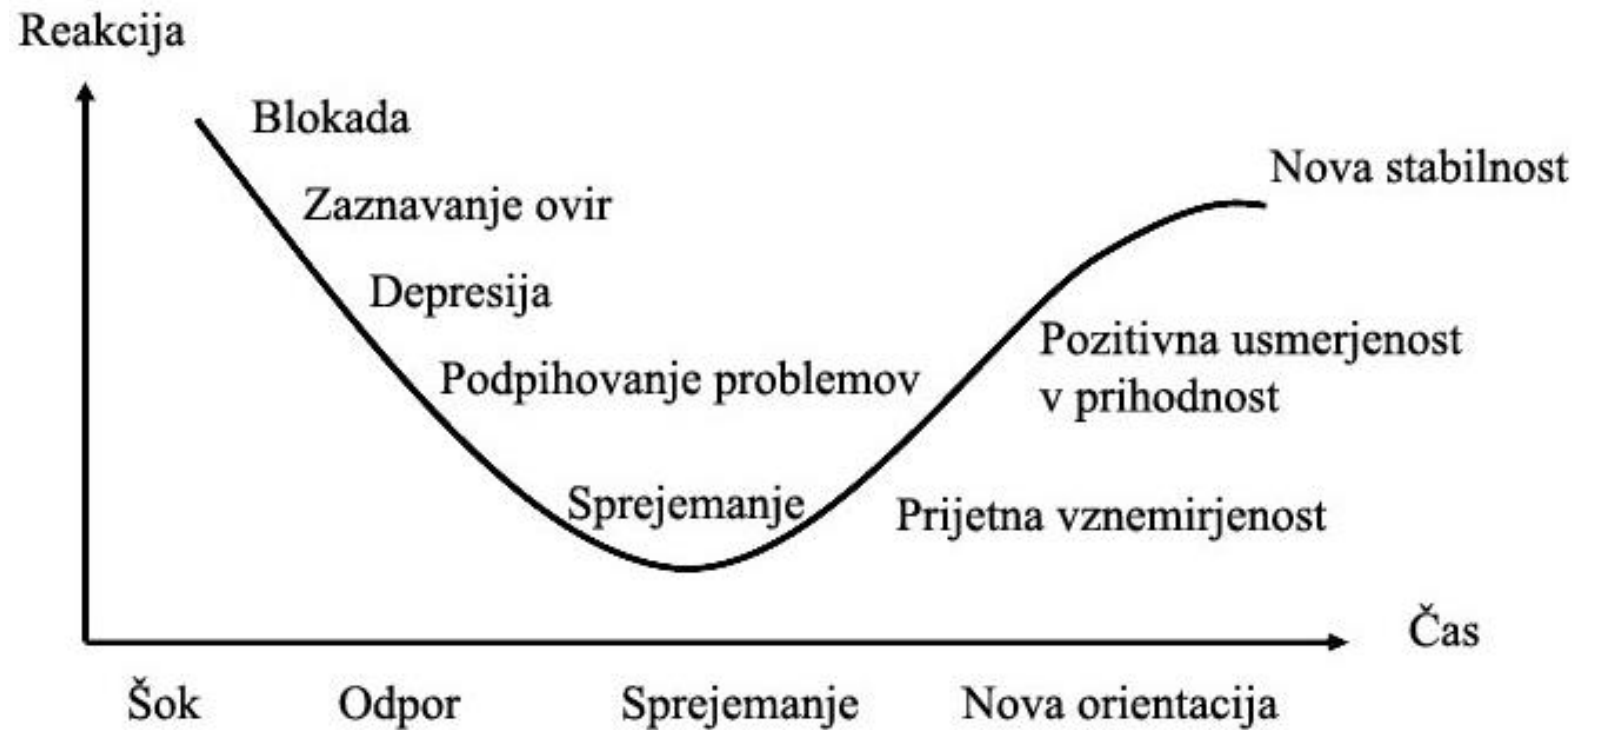 Reakcija
Blokada
Nova stabilnost
Zaznavanje ovir
Depresija
Pozitivna usmerjenost
v prihodnost
Podpihovanje problemov
Sprejemanje
Prijetna vznemirjenost
Čas
Šok Odpor Sprejemanje Nova orientacija